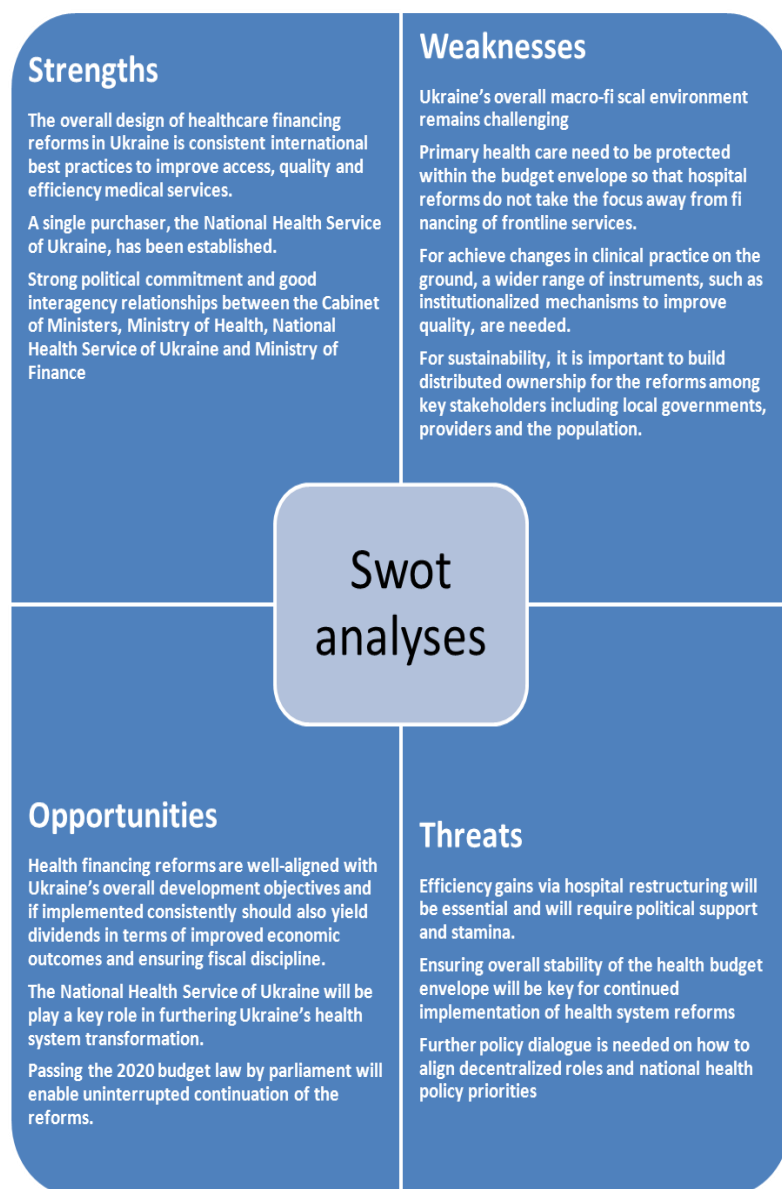 Strengths
The overall design of healthcare financing
reforms in Ukraine is consistent international
best practices to improve access, quality and
efficiency medical services.
A single purchaser, the National Health Service
of Ukraine, has been established.
Strong political commitment and good
interagency relationships between the Cabinet
of Ministers, Ministry of Health, National
Health Service of Ukraine and Ministry of
Finance
Weaknesses
Ukraine's overall macro-fi scal environment
remains challenging
Primary health care need to be protected
within the budget envelope so that hospital
reforms do not take the focus away from fi
nancing of frontline services.
For achieve changes in clinical practice on the
ground, a wider range of instruments, such as
institutionalized mechanisms to improve
quality, are needed.
For sustainability, it is important to build
distributed ownership for the reforms among
key stakeholders including local governments,
providers and the population.
Swot
analyses
Opportunities
Health financing reforms are well-aligned with
Ukraine's overall development objectives and
if implemented consistently should also yield
dividends in terms of improved economic
outcomes and ensuring fiscal discipline.
The National Health Service of Ukraine will be
play a key role in furthering Ukraine's health
system transformation.
Passing the 2020 budget law by parliament will
enable uninterrupted continuation of the
reforms.
Threats
Efficiency gains via hospital restructuring will
be essential and will require political support
and stamina.
Ensuring overall stability of the health budget
envelope will be key for continued
implementation of health system reforms
Further policy dialogue is needed on how to
align decentralized roles and national health
policy priorities